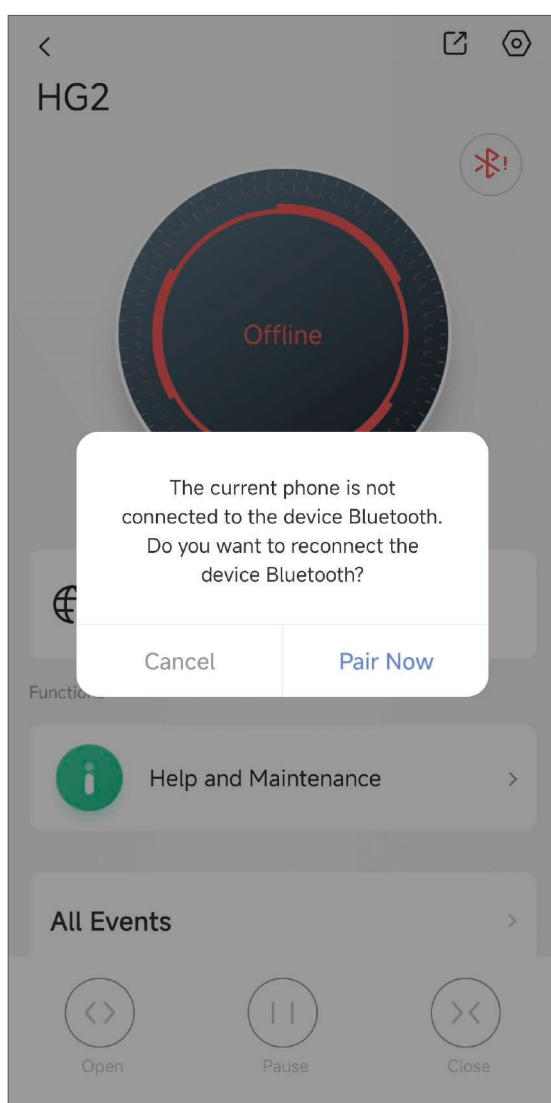 HG2
Offline
The current phone is not
connected to the device Bluetooth.
Do you want to reconnect the
device Bluetooth?
Cancel
Pair Now
Help and Maintenance
All Events
Open
Pause
Close